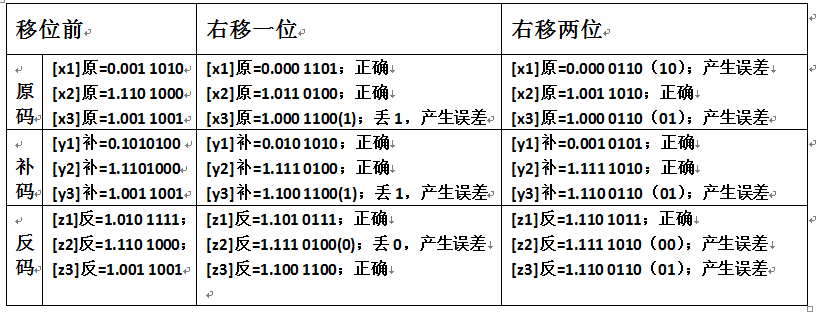 移位前 右移一位 右移两位
原码
[x1]原=0.001 1010 [x1]原=0.000 1101；正确 [x1]原=0.000 0110（10）；产生误差
[x2]原=1.110 1000 [x2]原=1.011 0100；正确 [x2]原=1.001 1010；正确
[x3]原=1.001 1001 [x3]原=1.000 1100(1)；丢 1，产生误差 [x3]原=1.000 0110（01）；产生误差
补码
[y1]补=0.1010100 [y1]补=0.010 1010；正确 [y1]补=0.001 0101；正确
[y2]补=1.1101000 [y2]补=1.111 0100；正确 [y2]补=1.111 1010；正确
[y3]补=1.001 1001 [y3]补=1.100 1100(1)；丢 1，产生误差 [y3]补=1.110 0110（01）；产生误差
反码
[z1]反=1.010 1111； [z1]反=1.101 0111；正确 [z1]反=1.110 1011；正确
[z2]反=1.110 1000； [z2]反=1.111 0100(0)；丢 0，产生误差 [z2]反=1.111 1010（00）；产生误差
[z3]反=1.001 1001 [z3]反=1.100 1100；正确 [z3]反=1.110 0110（01）；产生误差